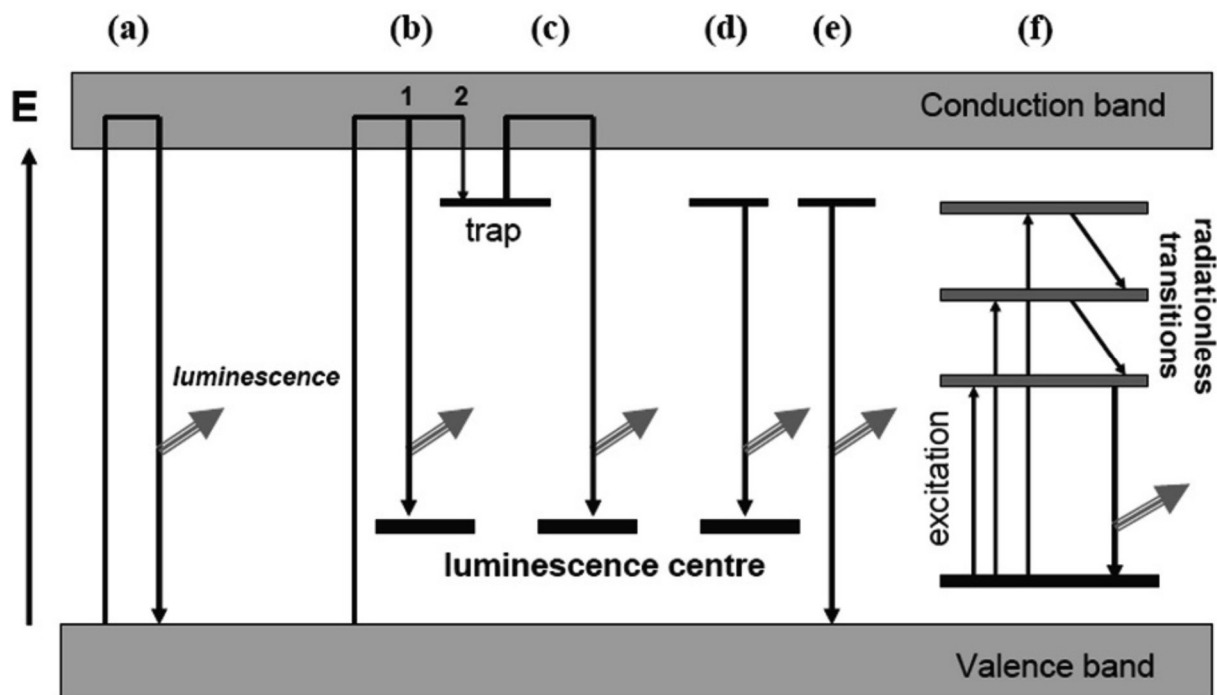 (a)
(b)
(c)
(d)
(e)
(f)
E
1
2
Conduction band
trap
radiationless
transitions
luminescence
excitation
luminescence centre
Valence band